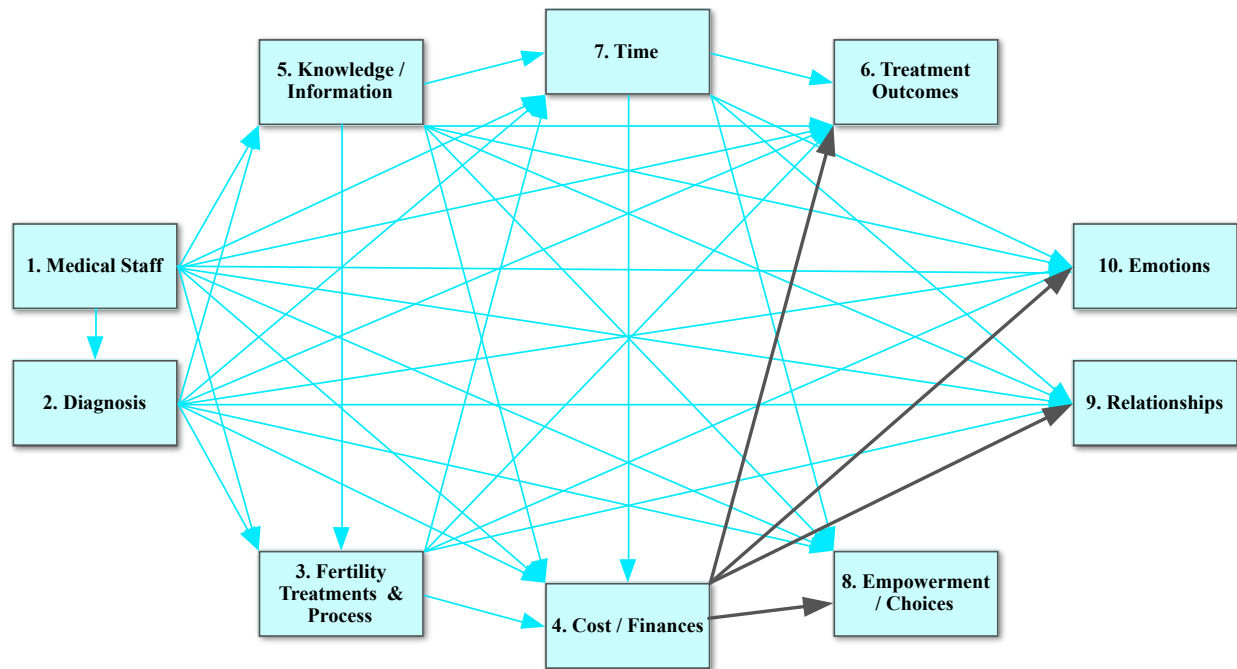 7. Time
5. Knowledge /
Information
6. Treatment
Outcomes
1. Medical Staff
10. Emotions
2. Diagnosis
9. Relationships
3. Fertility
Treatments &
Process
4. Cost / Finances
8. Empowerment
/ Choices